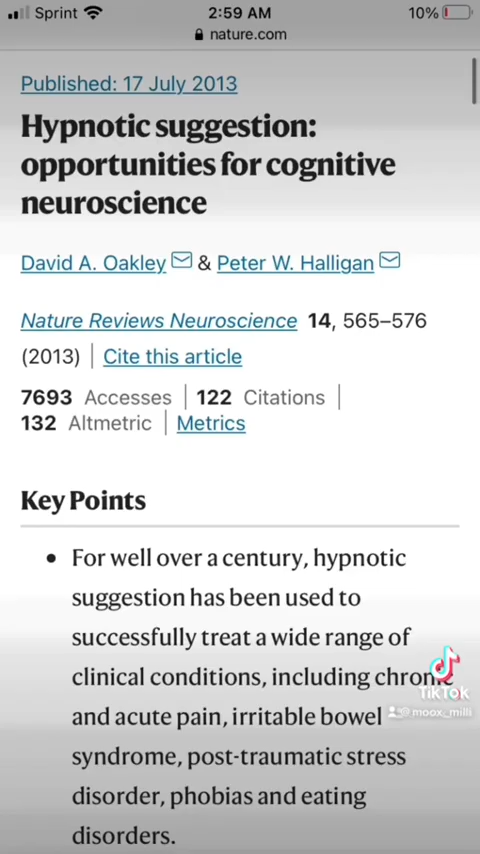 Sprint 2:59 AM 10%
nature.com
Published: 17 July 2013
Hypnotic suggestion:
opportunities for cognitive
neuroscience
David A. Oakley & Peter W. Halligan
Nature Reviews Neuroscience 14, 565–576
(2013) | Cite this article
7693 Accesses | 122 Citations |
132 Altmetric | Metrics
Key Points
• For well over a century, hypnotic
suggestion has been used to
successfully treat a wide range of
clinical conditions, including chronic
TikTok
and acute pain, irritable bowel
moox_milli
syndrome, post-traumatic stress
disorder, phobias and eating
disorders.